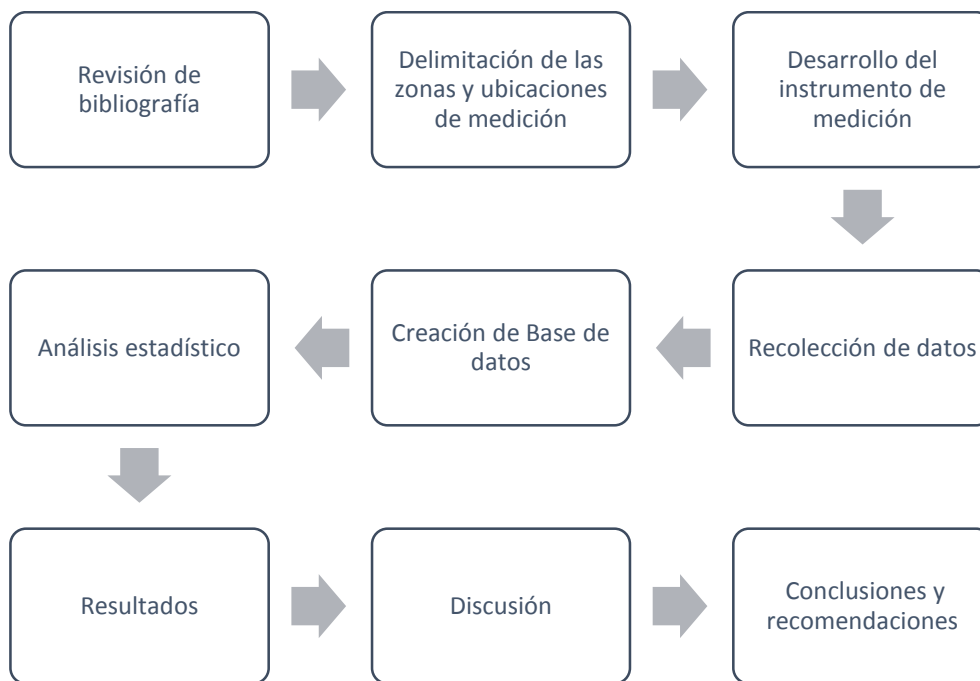 Revisión de
bibliografía
Delimitación de las
zonas y ubicaciones
de medición
Desarrollo del
instrumento de
medición
Recolección de datos
Creación de Base de
datos
Análisis estadístico
Resultados
Discusión
Conclusiones y
recomendaciones